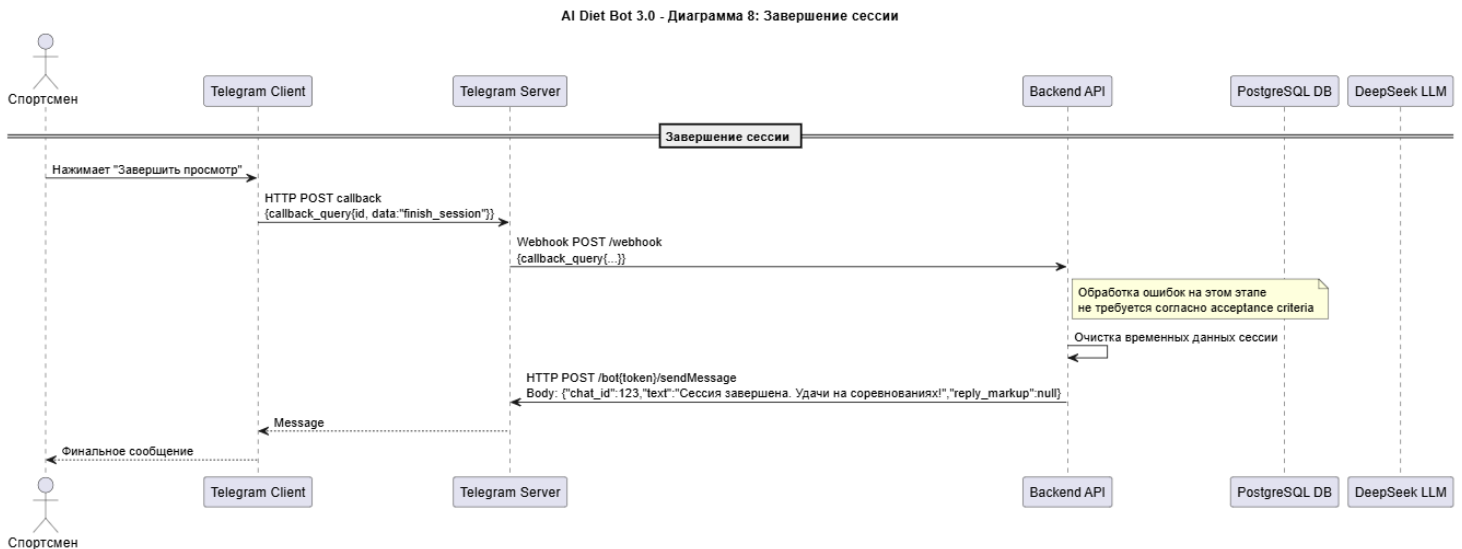 AI Diet Bot 3.0 - Диаграмма 8: Завершение сессии
Спортсмен
Telegram Client
Telegram Server
Backend API
PostgreSQL DB
DeepSeek LLM
Завершение сессии
Нажимает "Завершить просмотр"
HTTP POST callback
{callback_query{id, data:"finish_session"}}
Webhook POST /webhook
{callback_query{...}}
Обработка ошибок на этом этапе
не требуется согласно acceptance criteria
Очистка временных данных сессии
HTTP POST /bot{token}/sendMessage
Body: {"chat_id":123,"text":"Сессия завершена. Удачи на соревнованиях!","reply_markup":null}
Message
Финальное сообщение
Спортсмен
Telegram Client
Telegram Server
Backend API
PostgreSQL DB
DeepSeek LLM